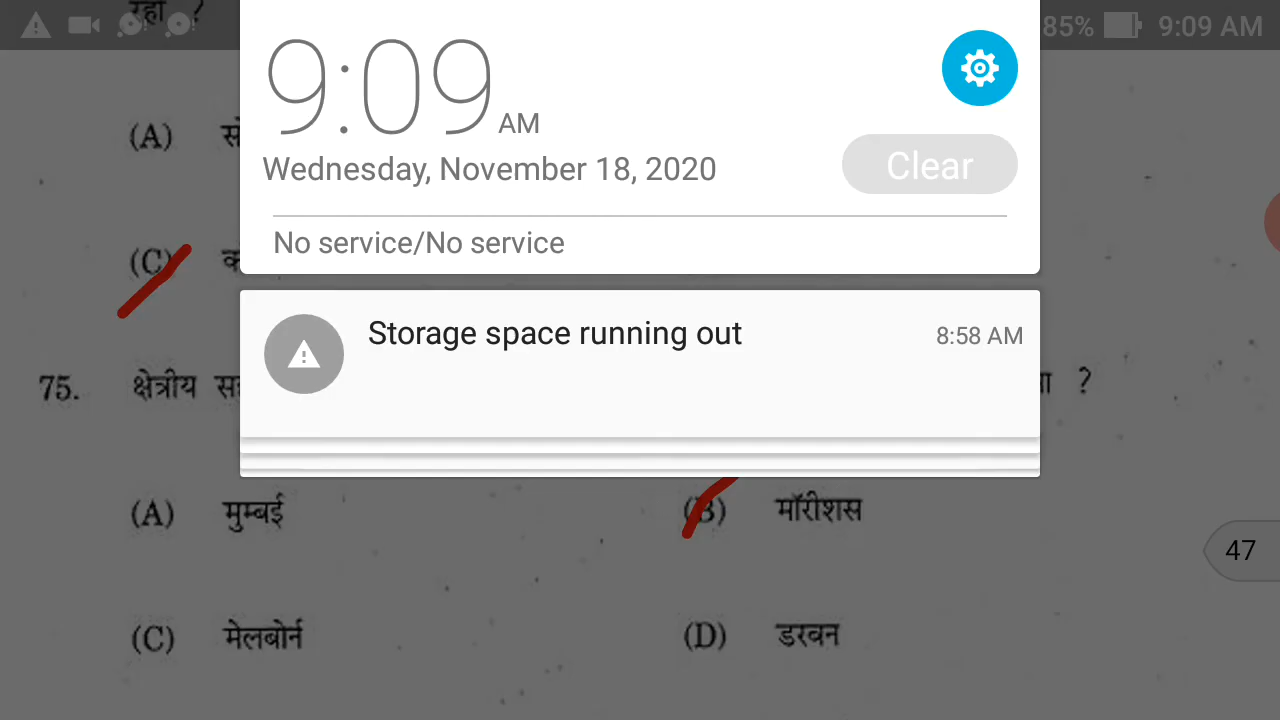 रहा ?
85% 9:09 AM
9:09 AM
Wednesday, November 18, 2020
Clear
No service/No service
(A)
(C)
Storage space running out 8:58 AM
75. क्षेत्रीय ?
(A) मुम्बई (B) मॉरीशस
47
(C) मेलबोर्न (D) डरबन